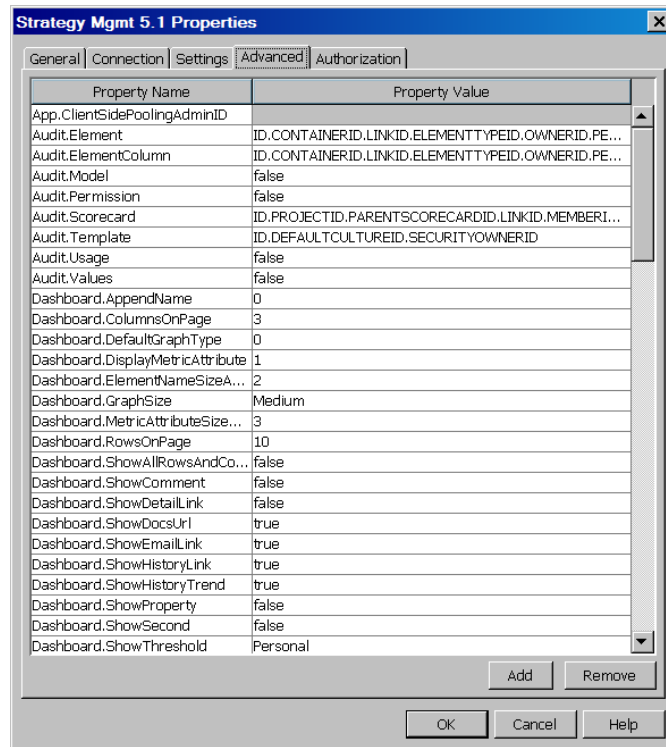 Strategy Mgmt 5.1 Properties
General Connection Settings Advanced Authorization
Property Name Property Value
App.ClientSidePoolingAdminID
Audit.Element ID.CONTAINERID.LINKID.ELEMENTTYPEID.OWNERID.PE...
Audit.ElementColumn ID.CONTAINERID.LINKID.ELEMENTTYPEID.OWNERID.PE...
Audit.Model false
Audit.Permission false
Audit.Scorecard ID.PROJECTID.PARENTSCORECARDID.LINKID.MEMBERI...
Audit.Template ID.DEFAULTCULTUREID.SECURITYOWNERID
Audit.Usage false
Audit.Values false
Dashboard.AppendName 0
Dashboard.ColumnsOnPage 3
Dashboard.DefaultGraphType 0
Dashboard.DisplayMetricAttribute 1
Dashboard.ElementNameSizeA... 2
Dashboard.GraphSize Medium
Dashboard.MetricAttributeSize... 3
Dashboard.RowsOnPage 10
Dashboard.ShowAllRowsAndCo... false
Dashboard.ShowComment false
Dashboard.ShowDetailLink false
Dashboard.ShowDocsUrl true
Dashboard.ShowEmailLink true
Dashboard.ShowHistoryLink true
Dashboard.ShowHistoryTrend true
Dashboard.ShowProperty false
Dashboard.ShowSecond false
Dashboard.ShowThreshold Personal
Add Remove
OK Cancel Help